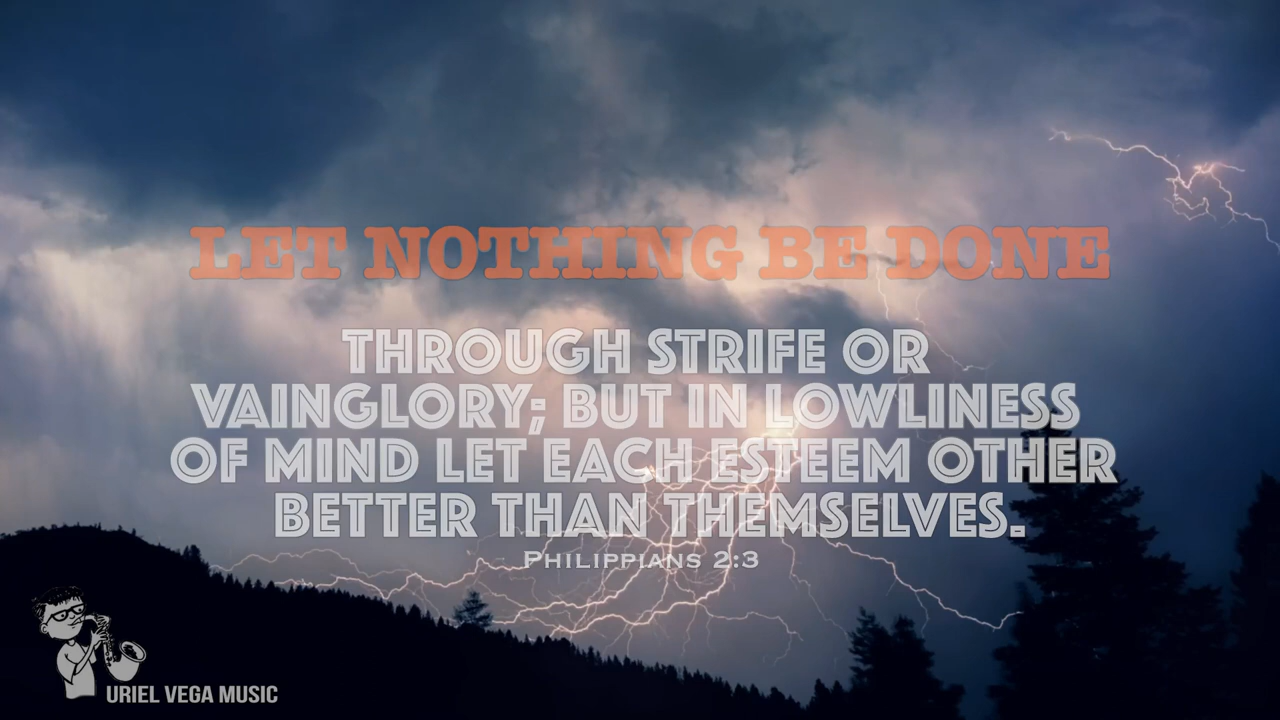 LET NOTHING BE DONE
THROUGH STRIFE OR
VAINGLORY; BUT IN LOWLINESS
OF MIND LET EACH ESTEEM OTHER
BETTER THAN THEMSELVES.
PHILIPPIANS 2:3
URIEL VEGA MUSIC